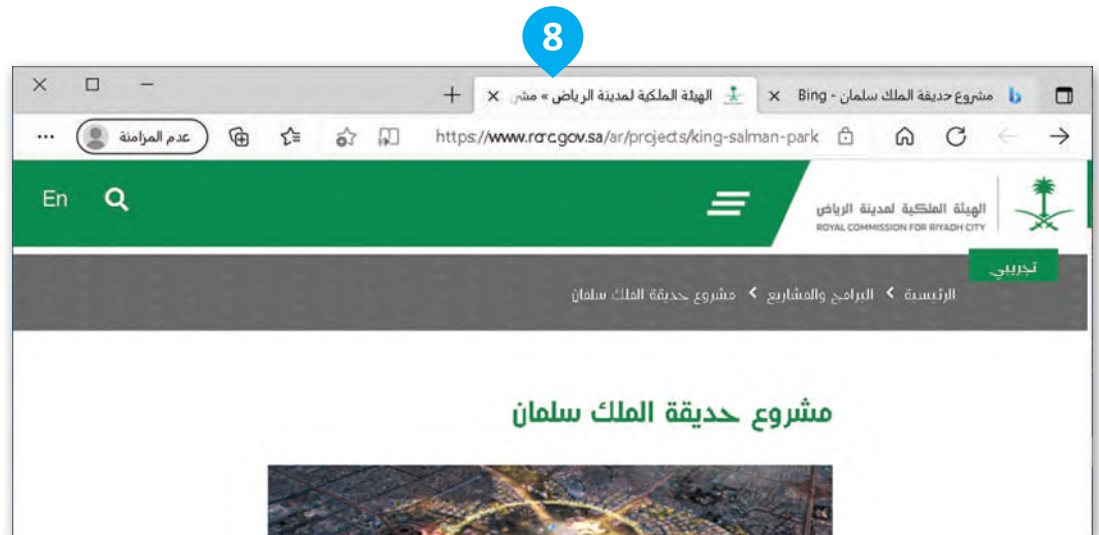 8
مشروع حديقة الملك سلمان - Bing
الهيئة الملكية لمدينة الرياض » مشر
https://www.rcrc.gov.sa/ar/projects/king-salman-park
عدم المزامنة
الهيئة الملكية لمدينة الرياض
ROYAL COMMISSION FOR RIYADH CITY
En
تجريبي
الرئيسية > البرامج والمشاريع > مشروع حديقة الملك سلمان
مشروع حديقة الملك سلمان